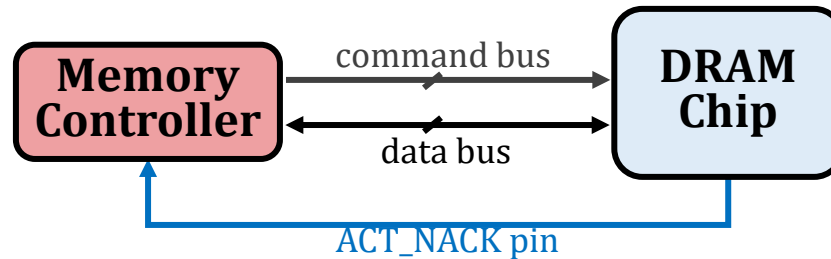 Memory
Controller
command bus
data bus
DRAM
Chip
ACT_NACK pin